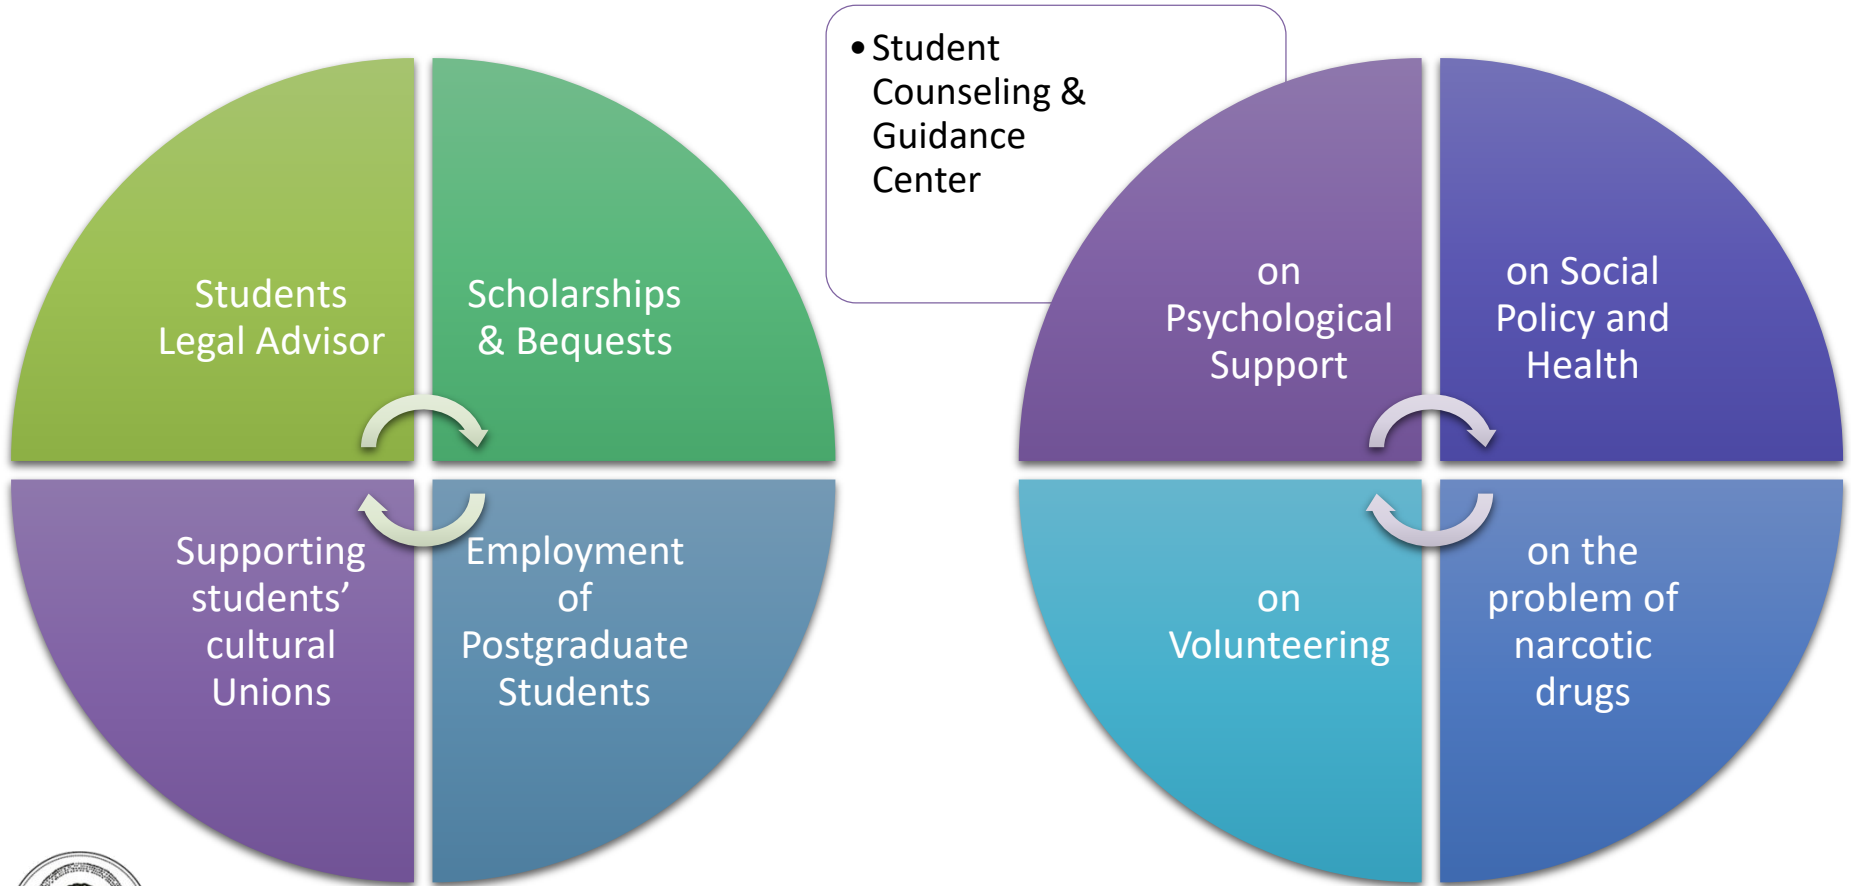 • Student
Counseling &
Guidance
Center
Students
Legal Advisor
Scholarships
& Bequests
Supporting
students’
cultural
Unions
Employment
of
Postgraduate
Students
on
Psychological
Support
on Social
Policy and
Health
on
Volunteering
on the
problem of
narcotic
drugs